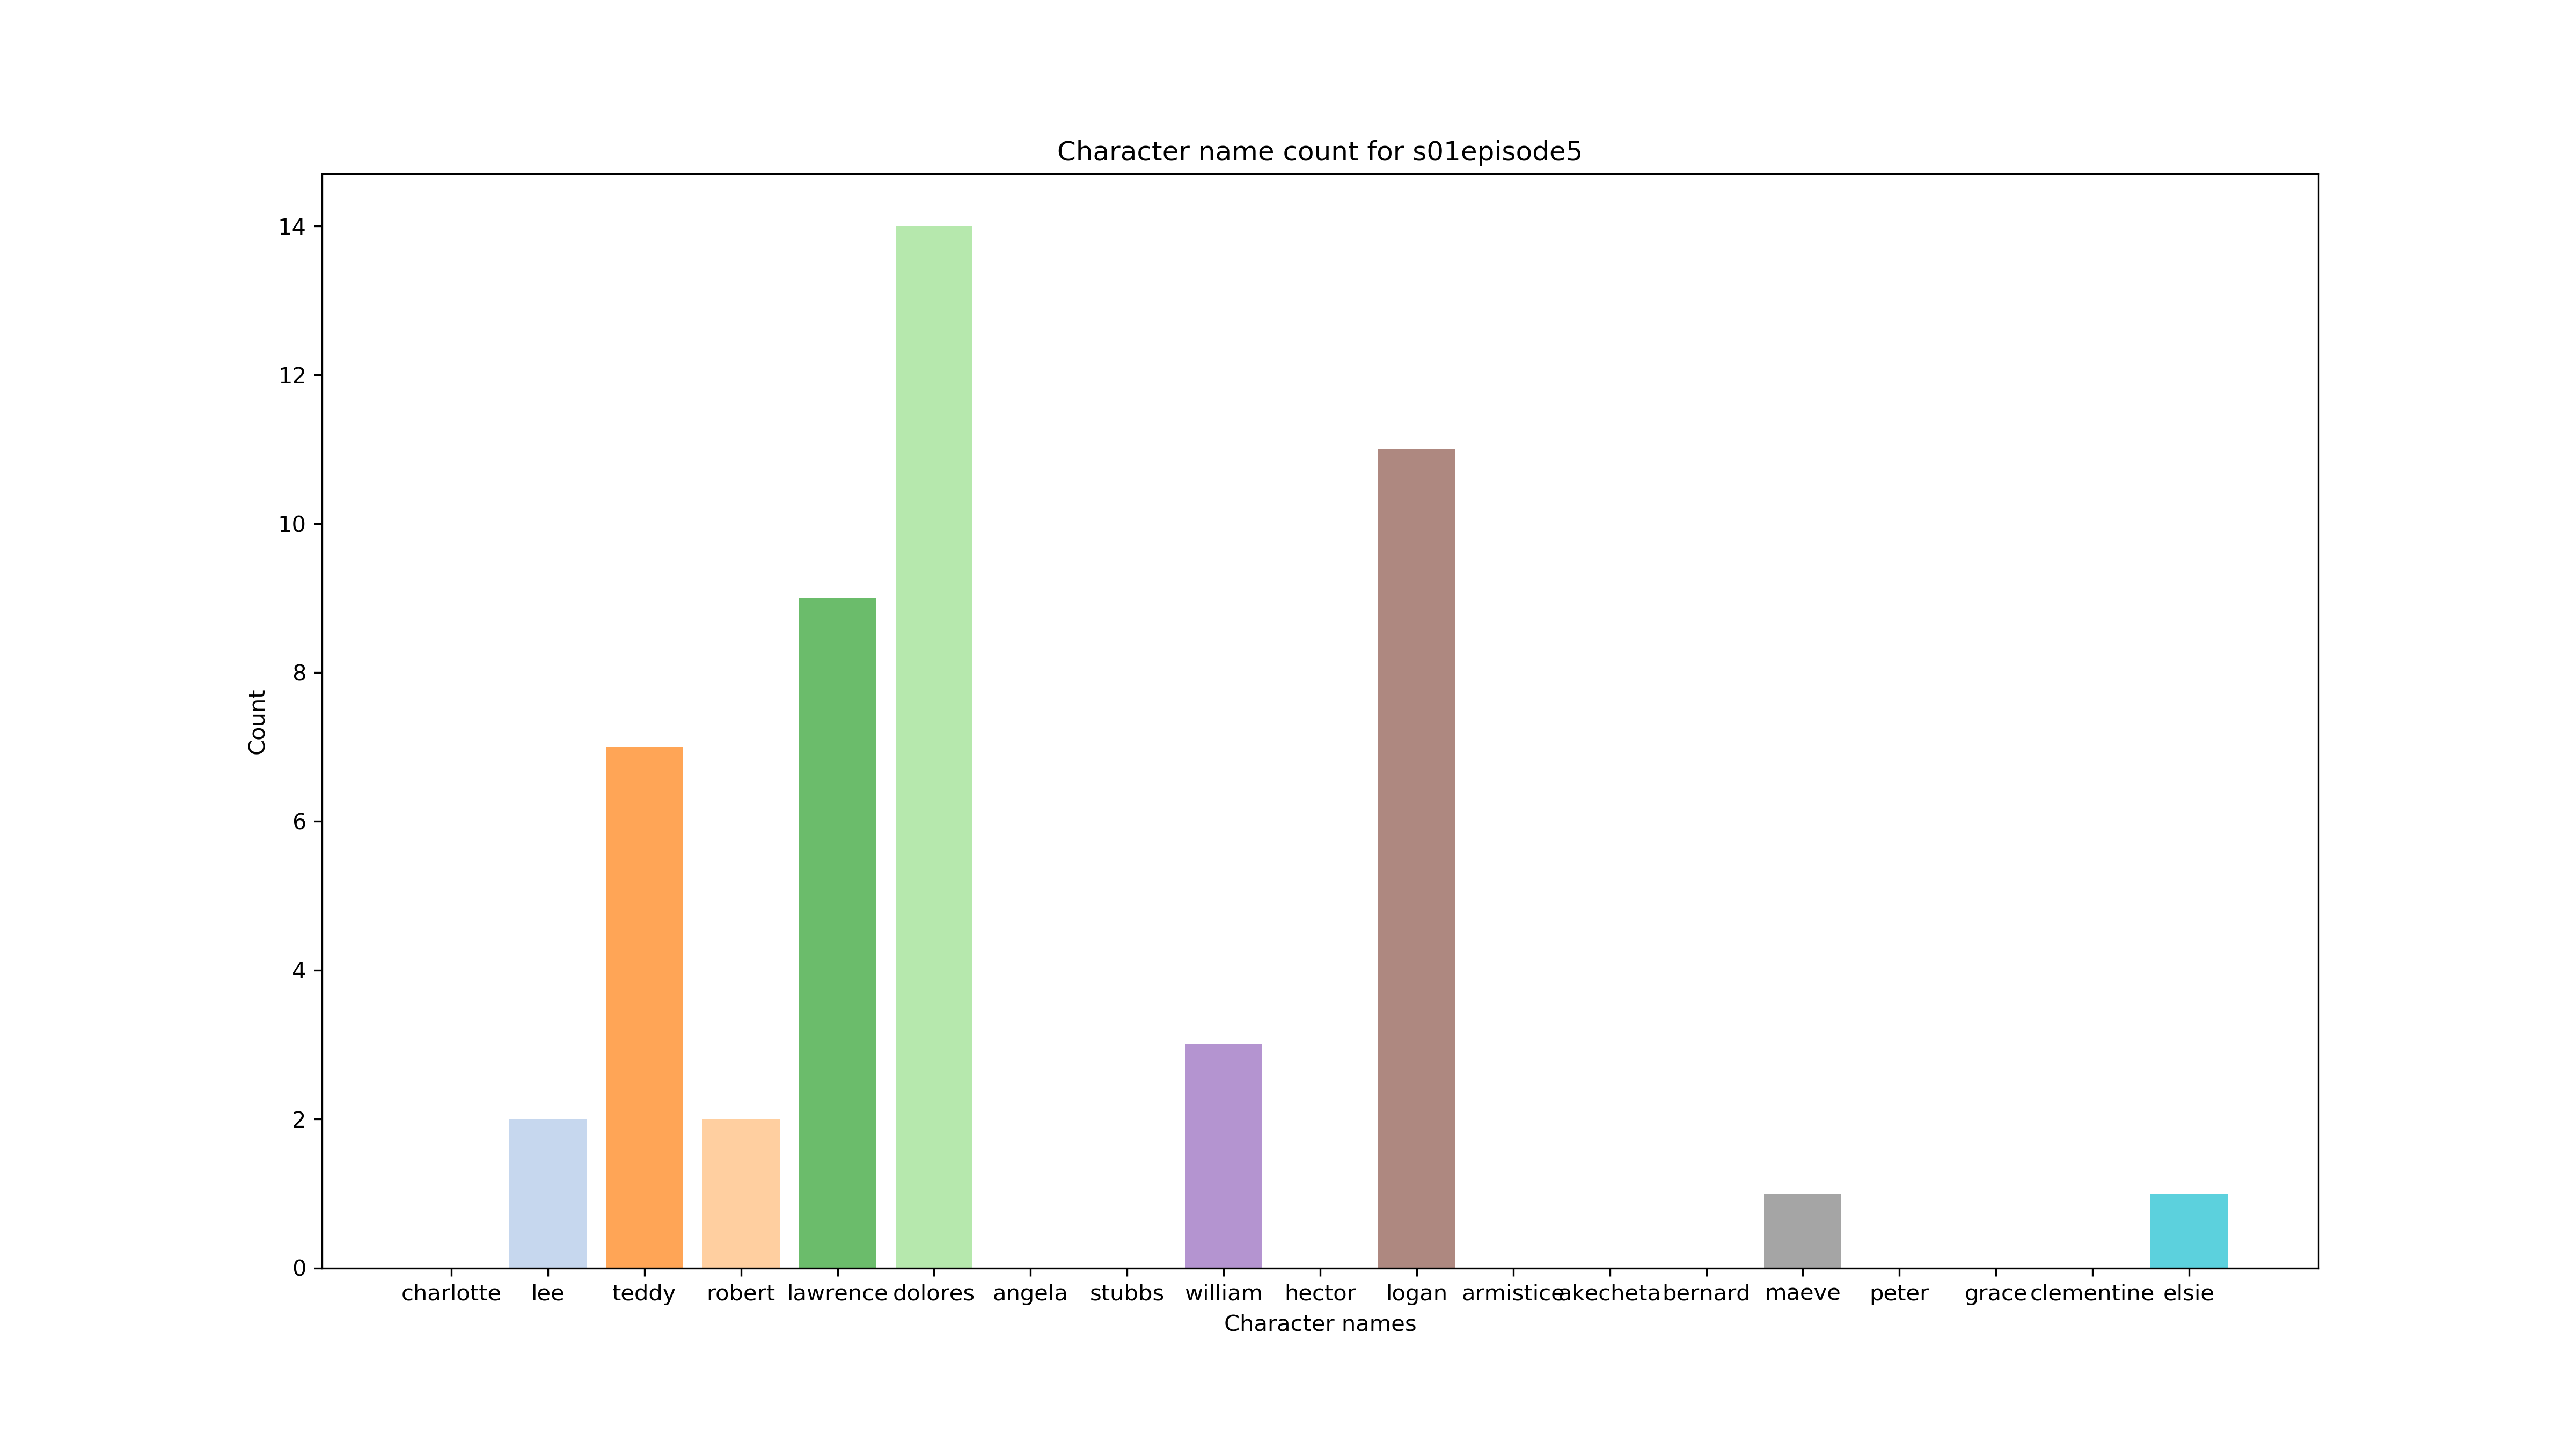 Character name count for s01episode5
14
12
10
8
6
4
2
0
Count
charlotte lee teddy robert lawrence dolores angela stubbs william hector logan armistice akecheta bernard maeve peter grace clementine elsie
Character names